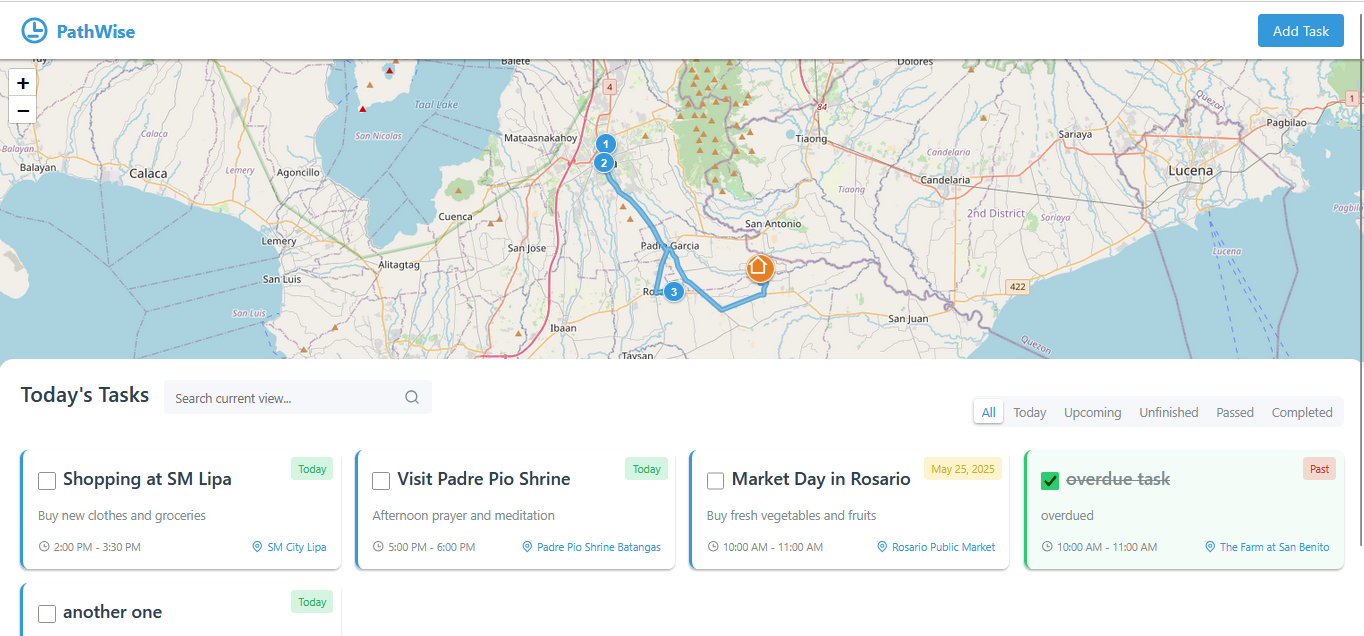 PathWise
Add Task
+
−
Balete
Dolores
4
Taal Lake
84
1
Quezon
Pagbilao
Calaca
San Nicolas
Mataasnakahoy
1
Tiaong
Sariaya
Balayan
Balayan
Calaca
Lemery
Agoncillo
2
Candelaria
Candelaria
Lucena
Tiaong
Cuenca
2nd District
Sariaya
San Antonio
Lemery
San Jose
Padre Garcia
Lucena
Alitagtag
San Luis
3
422
San Luis
Ibaan
San Juan
Quezon
Taysan
Today's Tasks
Search current view...
All
Today
Upcoming
Unfinished
Passed
Completed
Shopping at SM Lipa
Today
Buy new clothes and groceries
2:00 PM - 3:30 PM
SM City Lipa
Visit Padre Pio Shrine
Today
Afternoon prayer and meditation
5:00 PM - 6:00 PM
Padre Pio Shrine Batangas
Market Day in Rosario
May 25, 2025
Buy fresh vegetables and fruits
10:00 AM - 11:00 AM
Rosario Public Market
overdue task
Past
overdued
10:00 AM - 11:00 AM
The Farm at San Benito
another one
Today